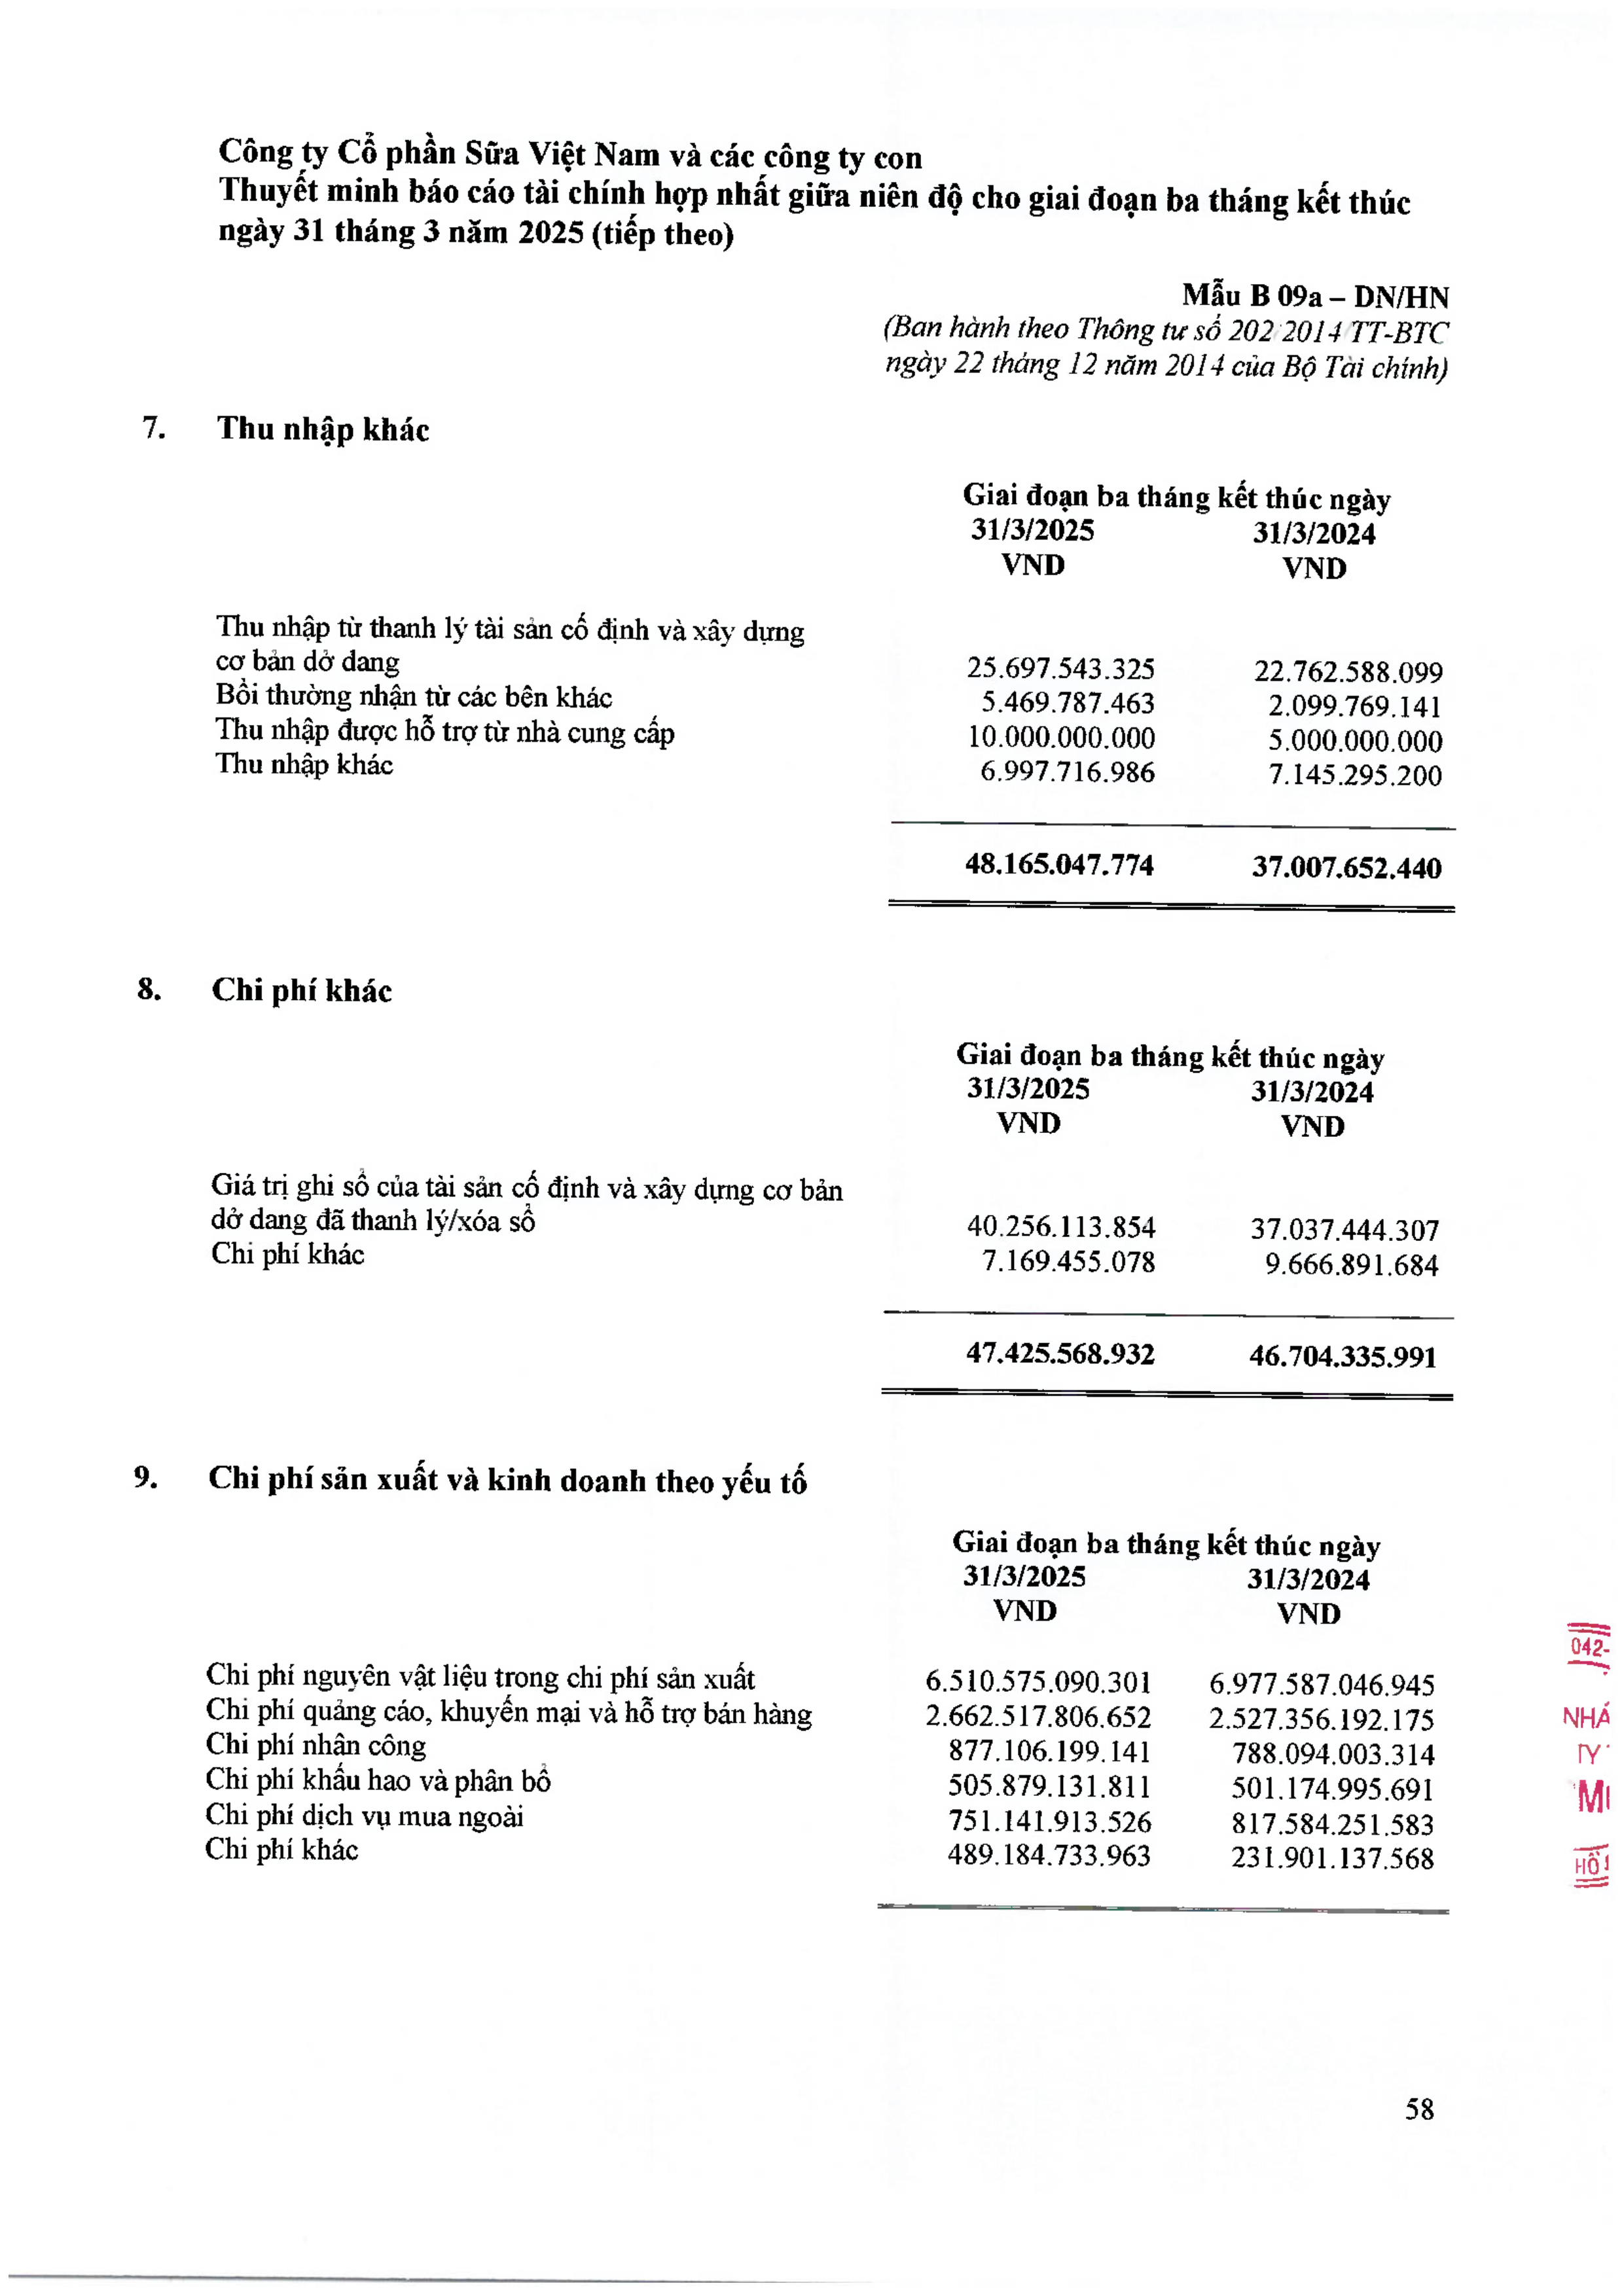 Công ty Cổ phần Sữa Việt Nam và các công ty con
Thuyết minh báo cáo tài chính hợp nhất giữa niên độ cho giai đoạn ba tháng kết thúc
ngày 31 tháng 3 năm 2025 (tiếp theo)
Mẫu B 09a – DN/HN
(Ban hành theo Thông tư số 202/2014/TT-BTC
ngày 22 tháng 12 năm 2014 của Bộ Tài chính)
7. Thu nhập khác
Giai đoạn ba tháng kết thúc ngày
31/3/2025 31/3/2024
VND VND
Thu nhập từ thanh lý tài sản cố định và xây dựng
cơ bản dở dang 25.697.543.325 22.762.588.099
Bồi thường nhận từ các bên khác 5.469.787.463 2.099.769.141
Thu nhập được hỗ trợ từ nhà cung cấp 10.000.000.000 5.000.000.000
Thu nhập khác 6.997.716.986 7.145.295.200
48.165.047.774 37.007.652.440
8. Chi phí khác
Giai đoạn ba tháng kết thúc ngày
31/3/2025 31/3/2024
VND VND
Giá trị ghi sổ của tài sản cố định và xây dựng cơ bản
dở dang đã thanh lý/xóa sổ 40.256.113.854 37.037.444.307
Chi phí khác 7.169.455.078 9.666.891.684
47.425.568.932 46.704.335.991
9. Chi phí sản xuất và kinh doanh theo yếu tố
Giai đoạn ba tháng kết thúc ngày
31/3/2025 31/3/2024
VND VND
Chi phí nguyên vật liệu trong chi phí sản xuất 6.510.575.090.301 6.977.587.046.945
Chi phí quảng cáo, khuyến mại và hỗ trợ bán hàng 2.662.517.806.652 2.527.356.192.175
Chi phí nhân công 877.106.199.141 788.094.003.314
Chi phí khấu hao và phân bổ 505.879.131.811 501.174.995.691
Chi phí dịch vụ mua ngoài 751.141.913.526 817.584.251.583
Chi phí khác 489.184.733.963 231.901.137.568
042-
NHÁ
TY
HỒ
58